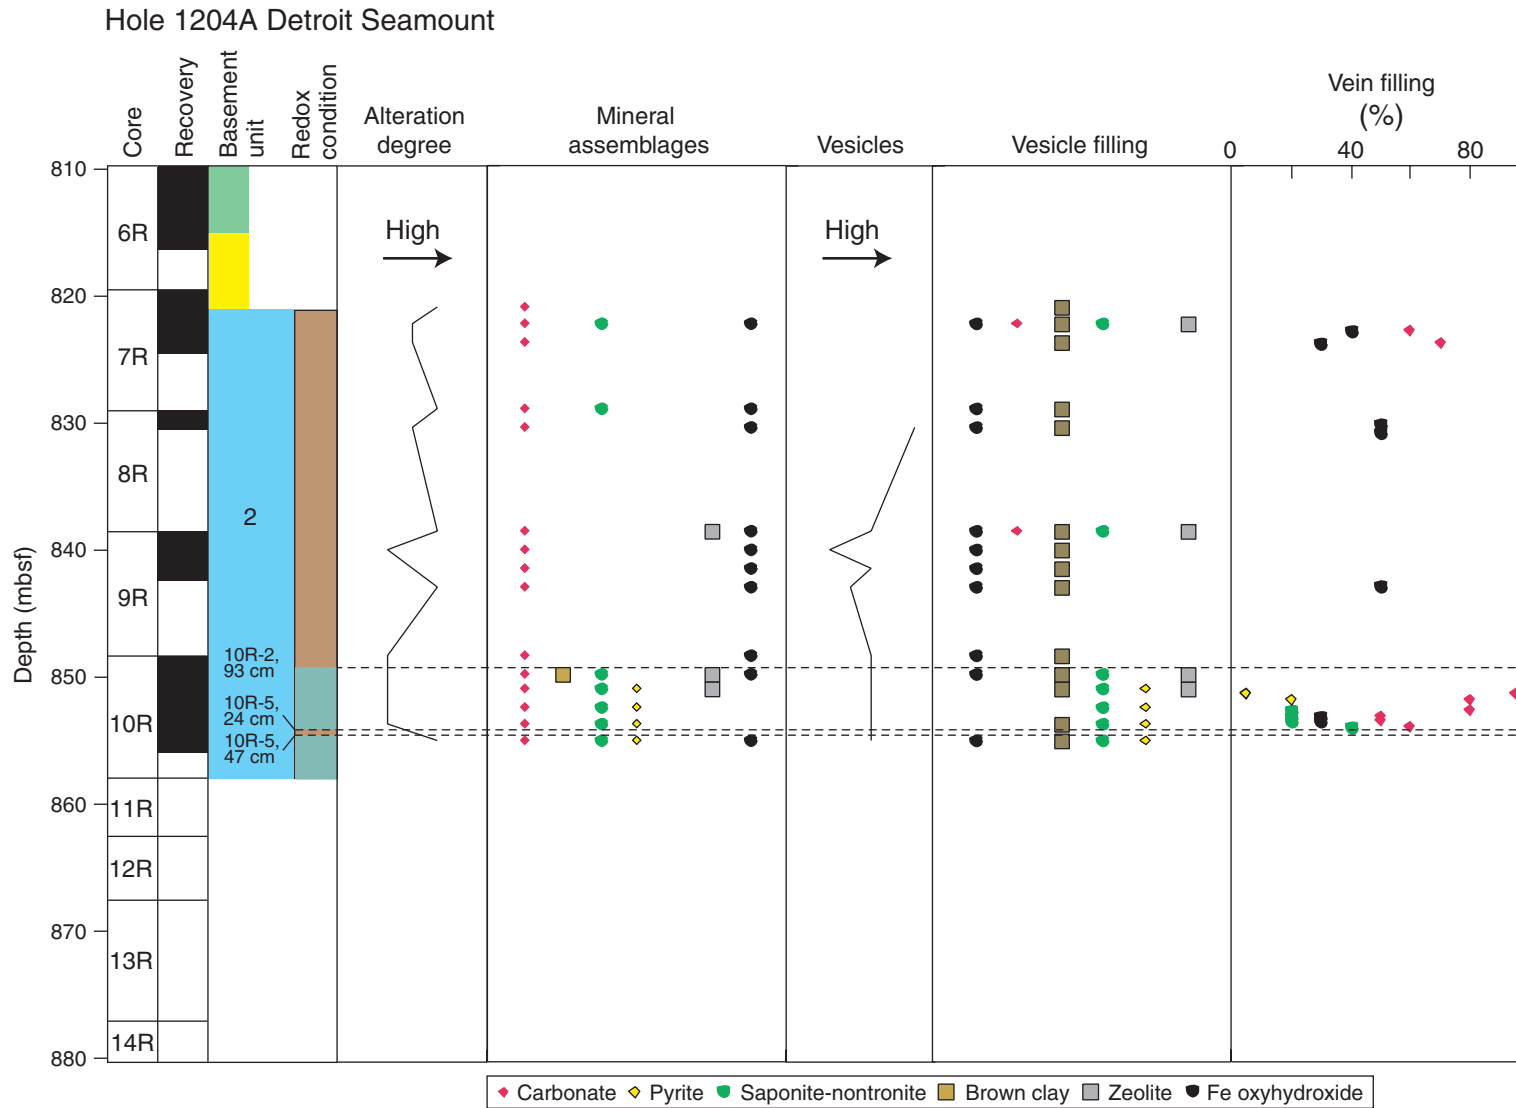 Hole 1204A Detroit Seamount
Core
Recovery
Basement
unit
Redox
condition
Alteration
degree
Mineral
assemblages
Vesicles
Vesicle filling
Vein filling
(%)
0
40
80
High
High
Depth (mbsf)
810
820
830
840
850
860
870
880
6R
7R
8R
9R
10R
11R
12R
13R
14R
2
10R-2,
93 cm
10R-5,
24 cm
10R-5,
47 cm
Carbonate
Pyrite
Saponite-nontronite
Brown clay
Zeolite
Fe oxyhydroxide